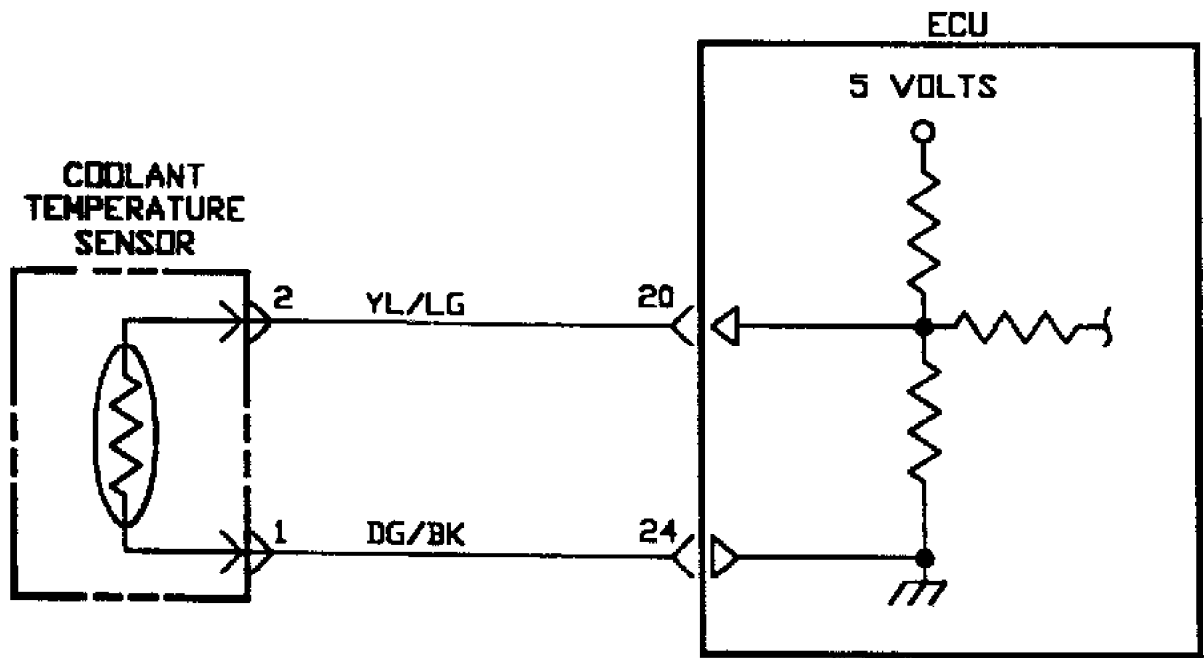 ECU
5 VOLTS
COOLANT
TEMPERATURE
SENSOR
2 YL/LG 20
1 DG/BK 24